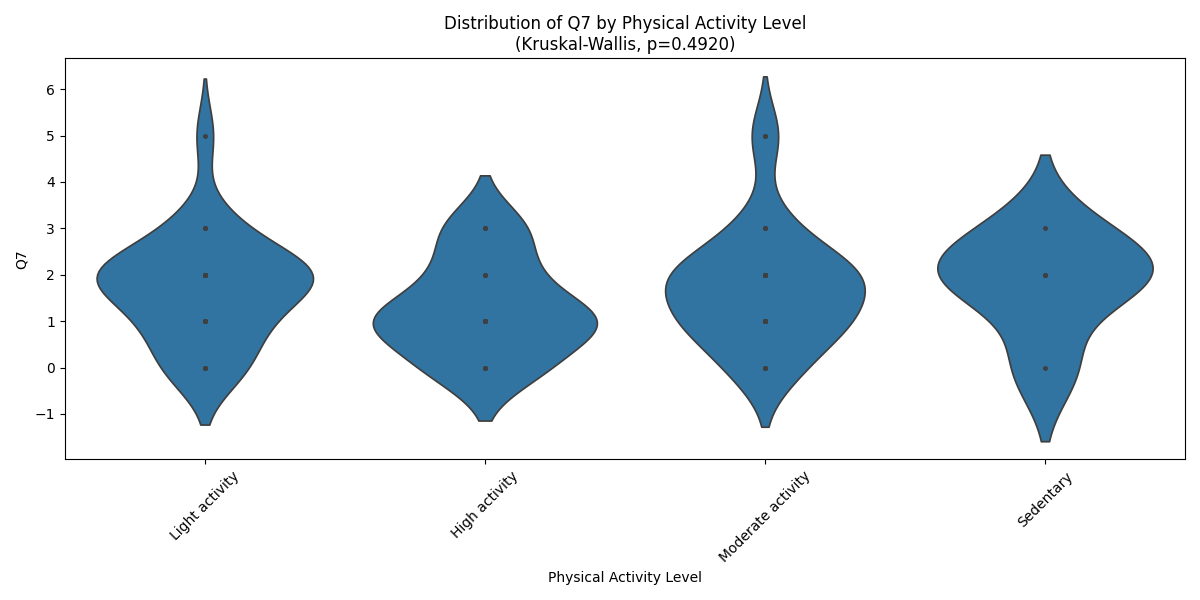 Distribution of Q7 by Physical Activity Level
(Kruskal-Wallis, p=0.4920)
Q7
6
5
4
3
2
1
0
−1
Light activity
High activity
Moderate activity
Sedentary
Physical Activity Level